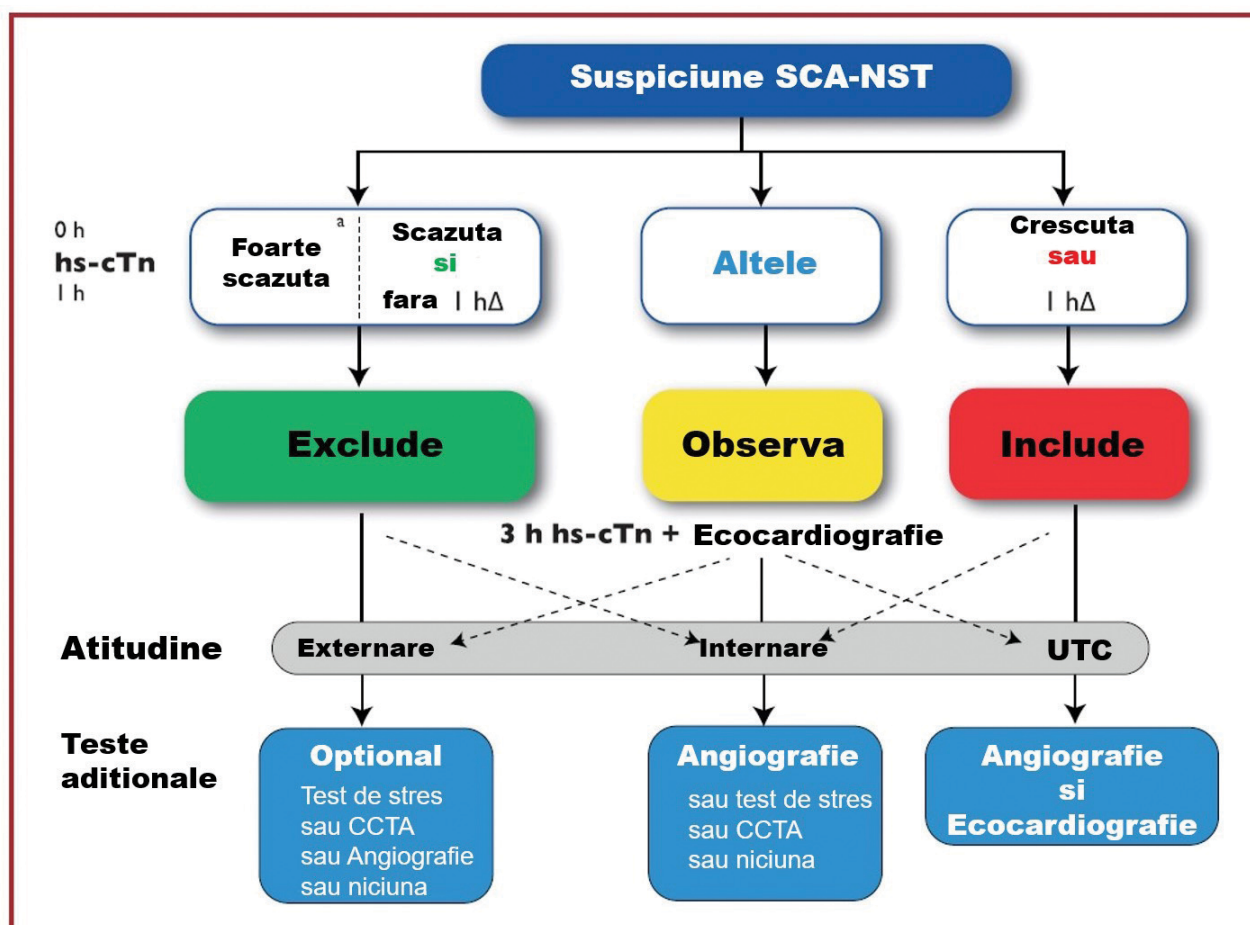 Suspiciune SCA-NST
0 h
hs-cTn
1 h
Foarte
scazuta
a
Scazuta
si
fara 1 hΔ
Altele
Crescuta
sau
1 hΔ
Exclude
Observa
Include
3 h hs-cTn + Ecocardiografie
Atitudine
Externare
Internare
UTC
Teste
aditionale
Optional
Test de stres
sau CCTA
sau Angiografie
sau niciuna
Angiografie
sau test de stres
sau CCTA
sau niciuna
Angiografie
si
Ecocardiografie